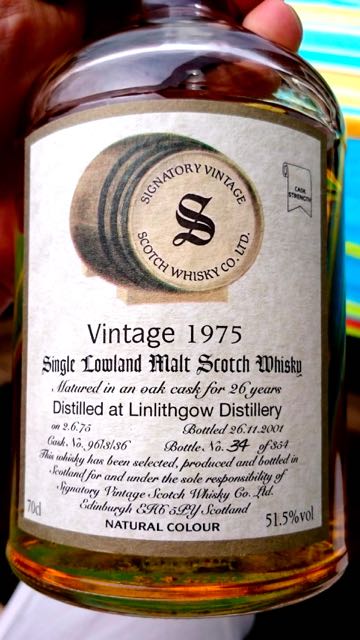 SIGNATORY VINTAGE
S
SCOTCH WHISKY CO. LTD.
CASK
STRENGTH
Vintage 1975
Single Lowland Malt Scotch Whisky
Matured in an oak cask for 26 years
Distilled at Linlithgow Distillery
on 2.6.75 Bottled 26.11.2001
Cask No. 9613/36 Bottle No. 34 of 354
This whisky has been selected, produced and bottled in
Scotland for and under the sole responsibility of
Signatory Vintage Scotch Whisky Co. Ltd.
Edinburgh EH6 5PY Scotland
70cl NATURAL COLOUR 51.5%vol